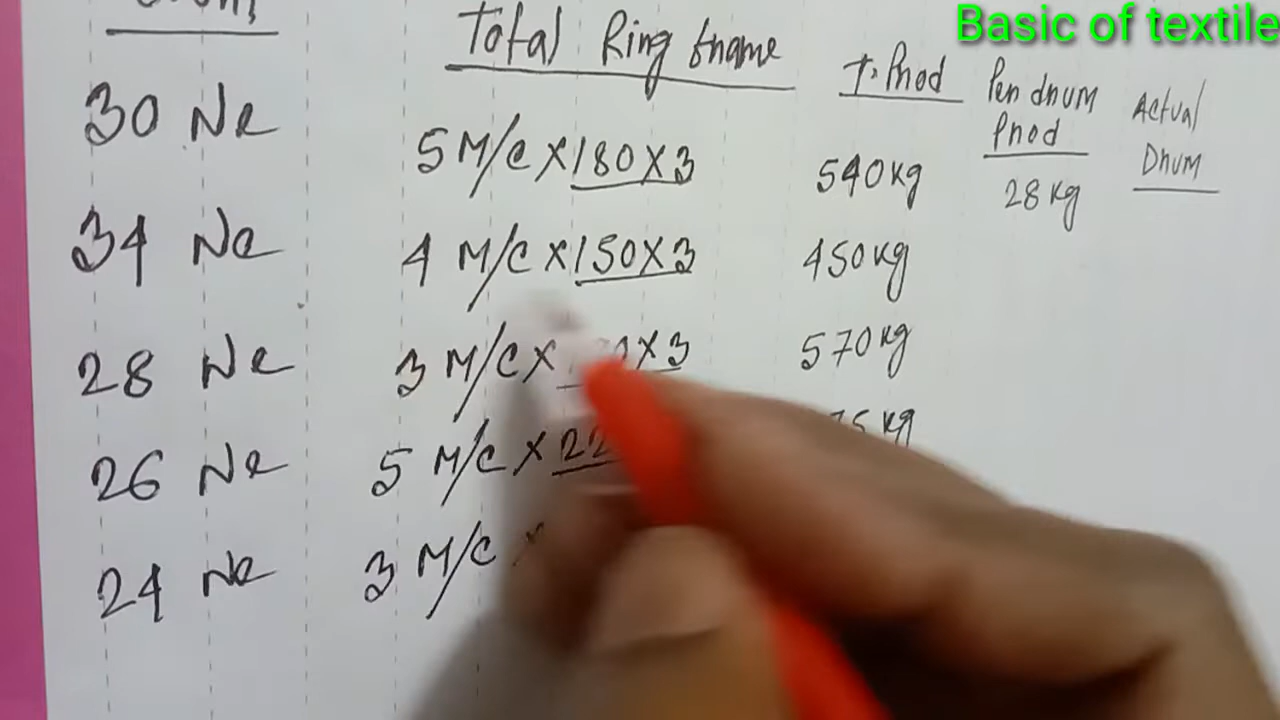 Basic of textile
Total Ring frame T. Prod Per drum Prod Actual Drum
30 Ne 5 M/C X 180 X 3 540 kg 28 kg
34 Ne 4 M/C X 150 X 3 450 kg
28 Ne 3 M/C X X 3 570 kg
26 Ne 5 M/C X 22 kg
24 Ne 3 M/C